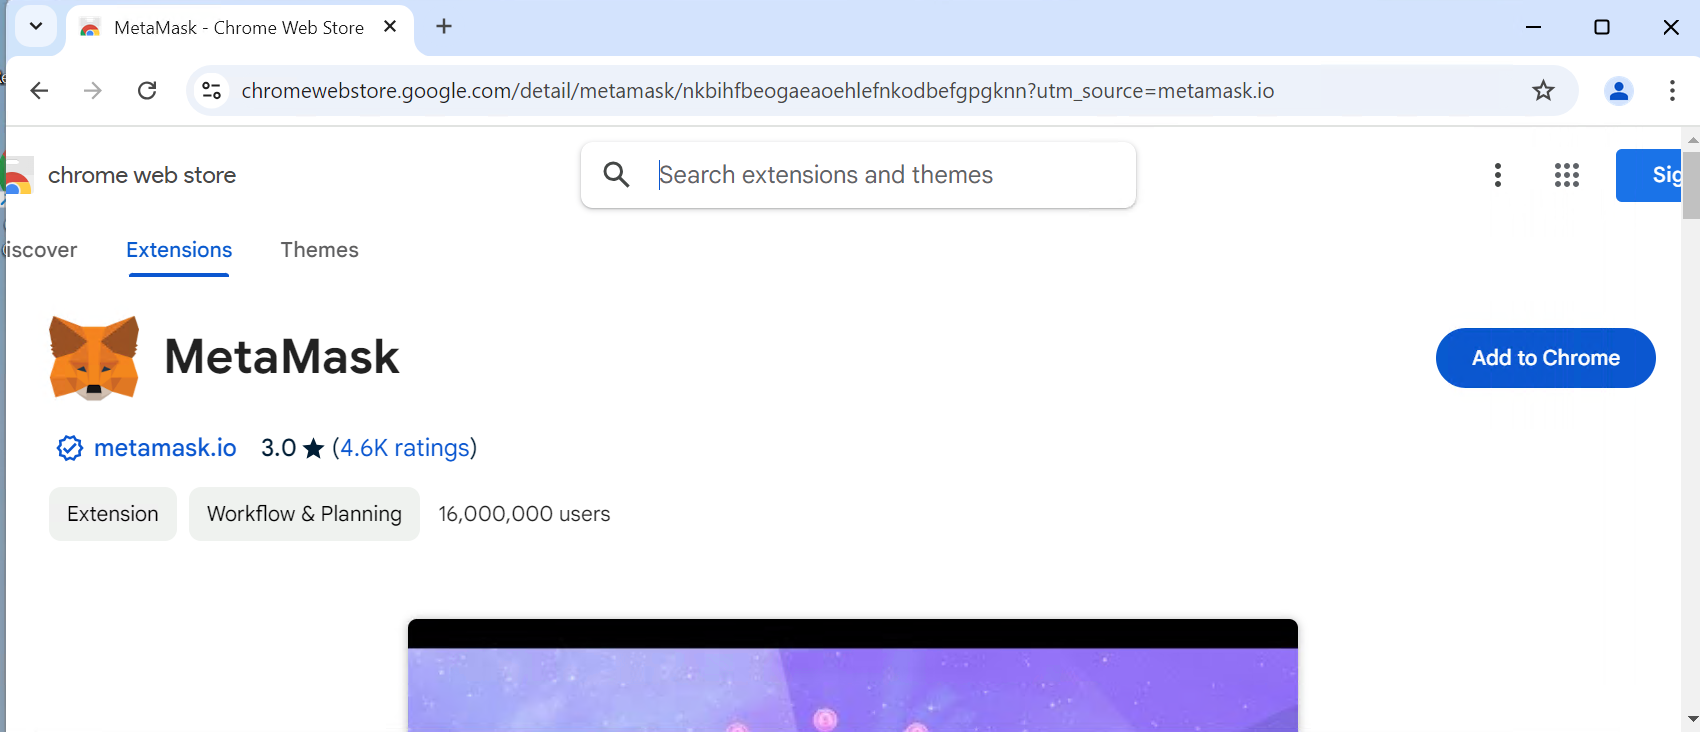 MetaMask - Chrome Web Store
chromewebstore.google.com/detail/metamask/nkbihfbeogaeaoehlefnkodbefgpgknn?utm_source=metamask.io
chrome web store
Search extensions and themes
Sig
iscover
Extensions
Themes
MetaMask
Add to Chrome
metamask.io 3.0 ★ (4.6K ratings)
Extension
Workflow & Planning
16,000,000 users